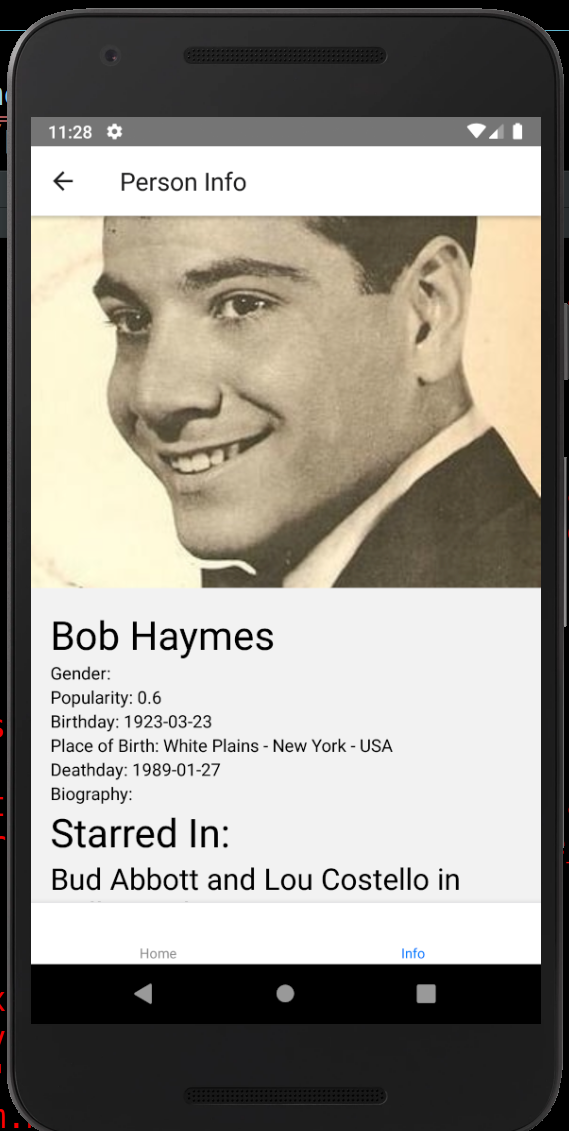 11:28
Person Info
Bob Haymes
Gender:
Popularity: 0.6
Birthday: 1923-03-23
Place of Birth: White Plains - New York - USA
Deathday: 1989-01-27
Biography:
Starred In:
Bud Abbott and Lou Costello in
Home
Info